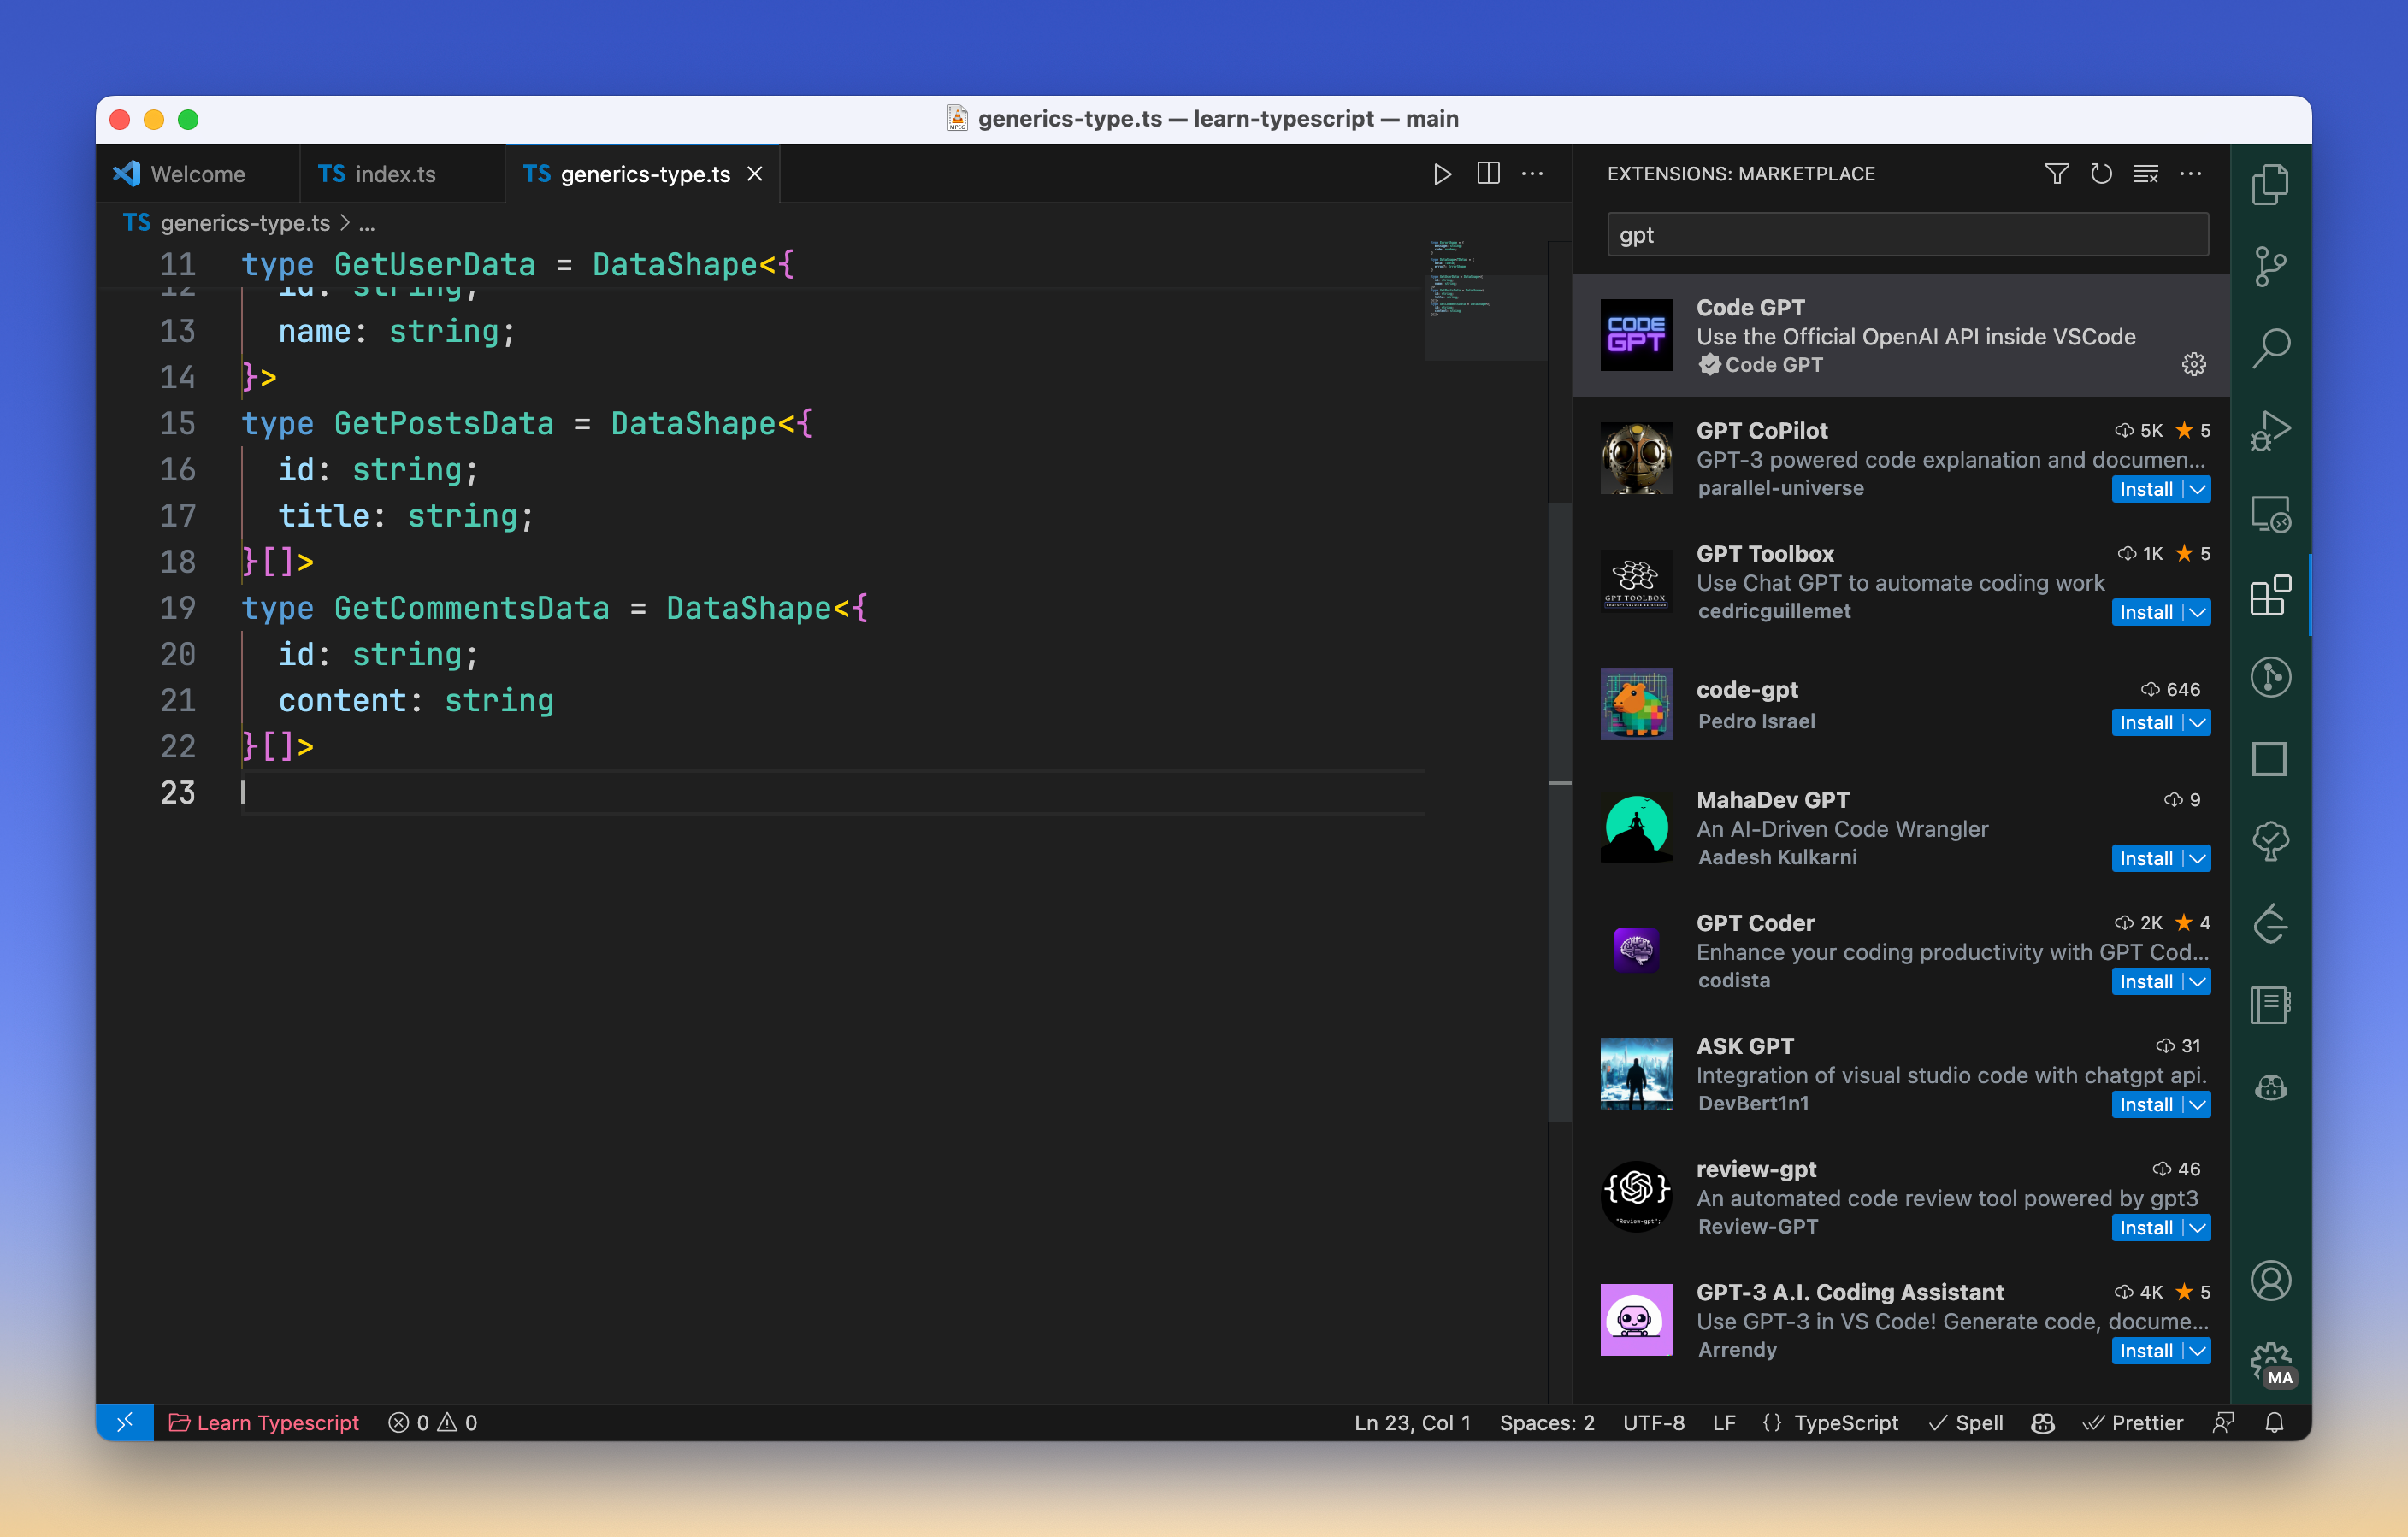 generics-type.ts — learn-typescript — main
Welcome
TS index.ts
TS generics-type.ts
TS generics-type.ts > ...
11 type GetUserData = DataShape<{
12 id: string;
13 name: string;
14 }>
15 type GetPostsData = DataShape<{
16 id: string;
17 title: string;
18 }[]>
19 type GetCommentsData = DataShape<{
20 id: string;
21 content: string
22 }[]>
23
EXTENSIONS: MARKETPLACE
gpt
CODE GPT
Code GPT
Use the Official OpenAI API inside VSCode
Code GPT
GPT CoPilot 5K 5
GPT-3 powered code explanation and documen...
parallel-universe
Install
GPT TOOLBOX
GPT Toolbox 1K 5
Use Chat GPT to automate coding work
cedricguillemet
Install
code-gpt 646
Pedro Israel
Install
MahaDev GPT 9
An AI-Driven Code Wrangler
Aadesh Kulkarni
Install
GPT Coder 2K 4
Enhance your coding productivity with GPT Cod...
codista
Install
ASK GPT 31
Integration of visual studio code with chatgpt api.
DevBert1n1
Install
"Review-gpt";
review-gpt 46
An automated code review tool powered by gpt3
Review-GPT
Install
GPT-3 A.I. Coding Assistant 4K 5
Use GPT-3 in VS Code! Generate code, docume...
Arrendy
Install
MA
Learn Typescript 0 0
Ln 23, Col 1 Spaces: 2 UTF-8 LF {} TypeScript Spell Prettier